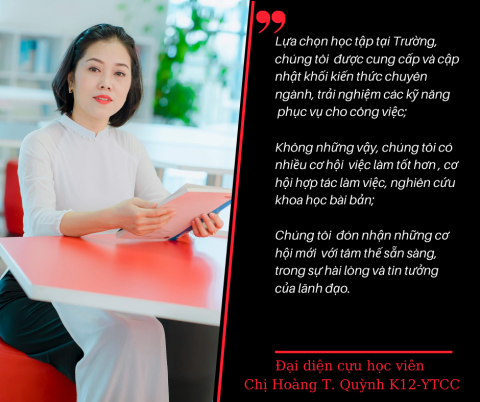 Lựa chọn học tập tại Trường,
chúng tôi được cung cấp và cập
nhật khối kiến thức chuyên
ngành, trải nghiệm các kỹ năng
phục vụ cho công việc;
Không những vậy, chúng tôi có
nhiều cơ hội việc làm tốt hơn , cơ
hội hợp tác làm việc, nghiên cứu
khoa học bài bản;
Chúng tôi đón nhận những cơ
hội mới với tâm thế sẵn sàng,
trong sự hài lòng và tin tưởng
của lãnh đạo.
Đại diện cựu học viên
Chị Hoàng T. Quỳnh K12-YTCC